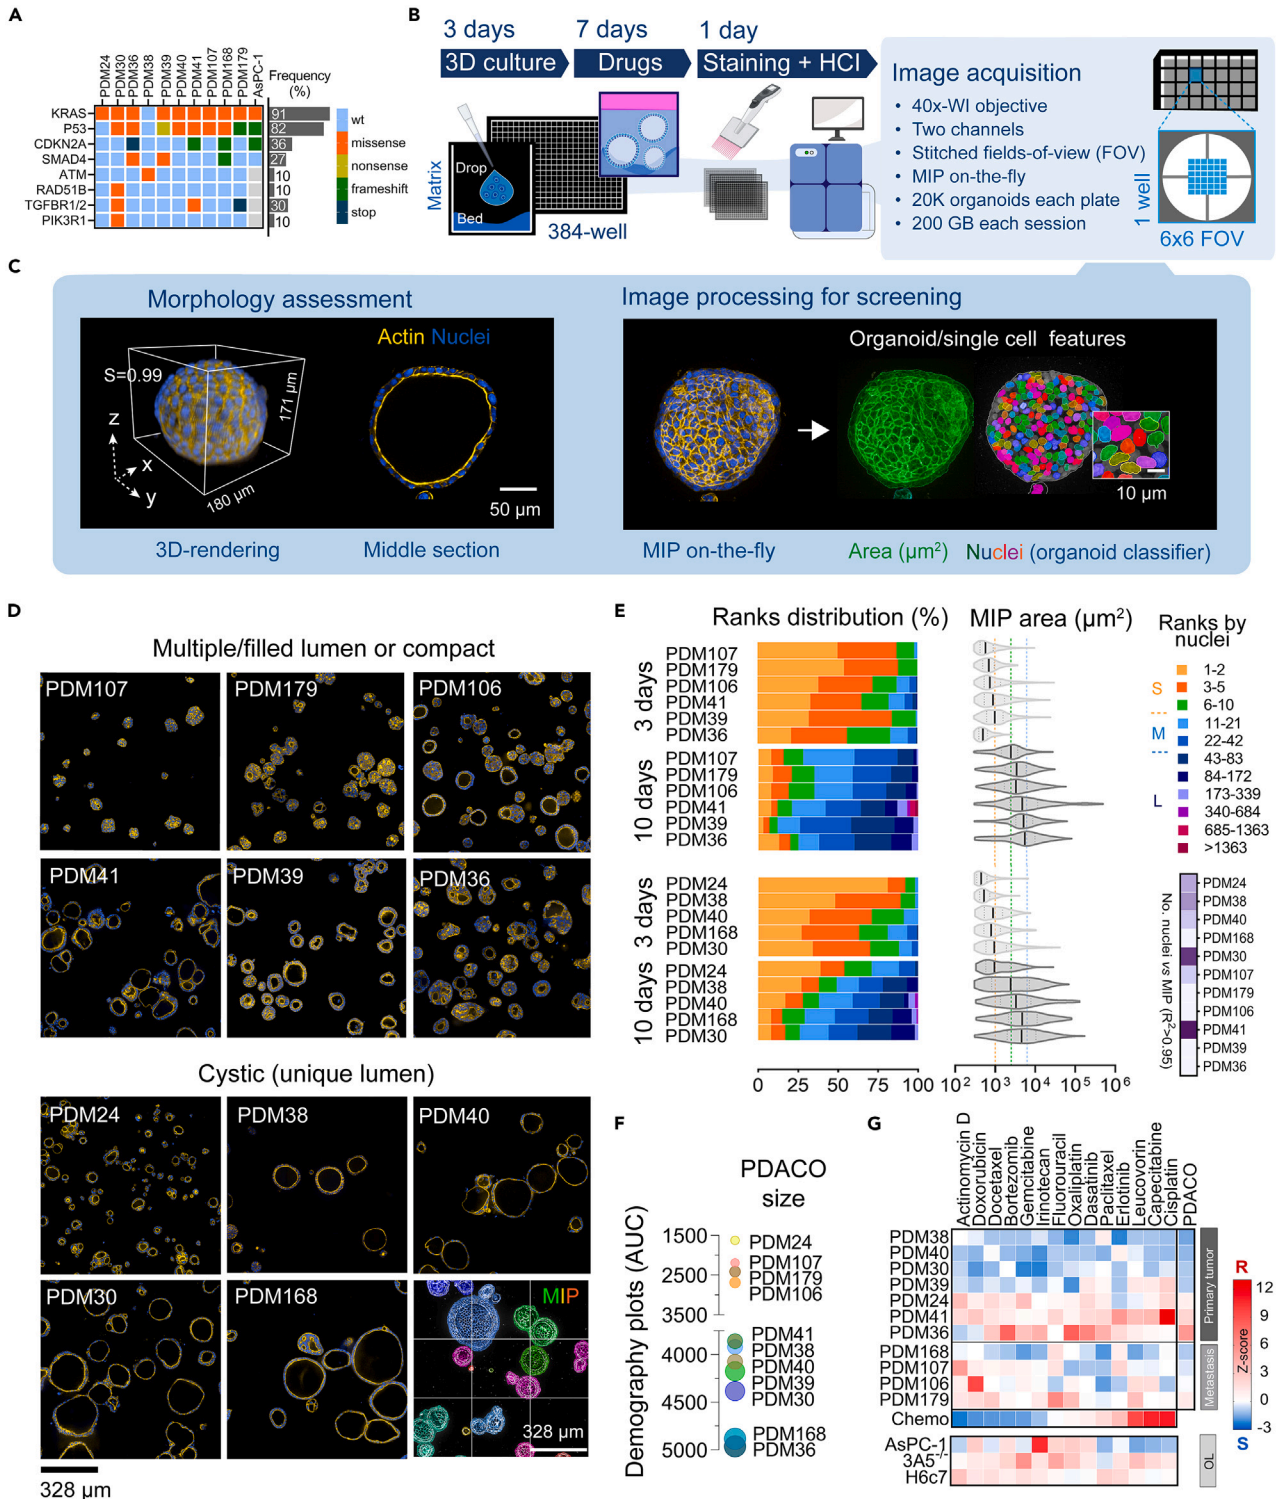 A
PDM24
PDM30
PDM36
PDM38
PDM39
PDM40
PDM41
PDM107
PDM168
PDM179
AsPC-1
Frequency
(%)
KRAS 91
P53 82
CDKN2A 36
SMAD4 27
ATM 10
RAD51B 10
TGFBR1/2 30
PIK3R1 10
wt
missense
nonsense
frameshift
stop
B
3 days 7 days 1 day
3D culture Drugs Staining + HCI
Matrix
Drop
Bed
384-well
Image acquisition
• 40x-WI objective
• Two channels
• Stitched fields-of-view (FOV)
• MIP on-the-fly
• 20K organoids each plate
• 200 GB each session
1 well
6x6 FOV
C
Morphology assessment
S=0.99
z
x
y
171 µm
180 µm
Actin Nuclei
50 µm
3D-rendering
Middle section
Image processing for screening
Organoid/single cell features
10 µm
MIP on-the-fly
Area (µm²)
Nuclei (organoid classifier)
D
Multiple/filled lumen or compact
PDM107 PDM179 PDM106
PDM41 PDM39 PDM36
Cystic (unique lumen)
PDM24 PDM38 PDM40
PDM30 PDM168 MIP
328 µm
328 µm
E
Ranks distribution (%)
MIP area (µm²)
3 days
PDM107
PDM179
PDM106
PDM41
PDM39
PDM36
10 days
PDM107
PDM179
PDM106
PDM41
PDM39
PDM36
3 days
PDM24
PDM38
PDM40
PDM168
PDM30
10 days
PDM24
PDM38
PDM40
PDM168
PDM30
0 25 50 75 100
10² 10³ 10⁴ 10⁵ 10⁶
Ranks by
nuclei
S
M
L
1-2
3-5
6-10
11-21
22-42
43-83
84-172
173-339
340-684
685-1363
>1363
No. nuclei vs MIP (R²>0.95)
PDM24
PDM38
PDM40
PDM168
PDM30
PDM107
PDM179
PDM106
PDM41
PDM39
PDM36
F
PDACO
size
Demography plots (AUC)
1500
2500
3500
4000
4500
5000
PDM24
PDM107
PDM179
PDM106
PDM41
PDM38
PDM40
PDM39
PDM30
PDM168
PDM36
G
Actinomycin D
Doxorubicin
Docetaxel
Bortezomib
Gemcitabine
Irinotecan
Fluorouracil
Oxaliplatin
Dasatinib
Paclitaxel
Erlotinib
Leucovorin
Capecitabine
Cisplatin
PDACO
PDM38
PDM40
PDM30
PDM39
PDM24
PDM41
PDM36
PDM168
PDM107
PDM106
PDM179
Chemo
AsPC-1
3A5⁻/⁻
H6c7
Primary tumor
Metastasis
OL
R
12
9
6
3
0
-3
S
Z-score